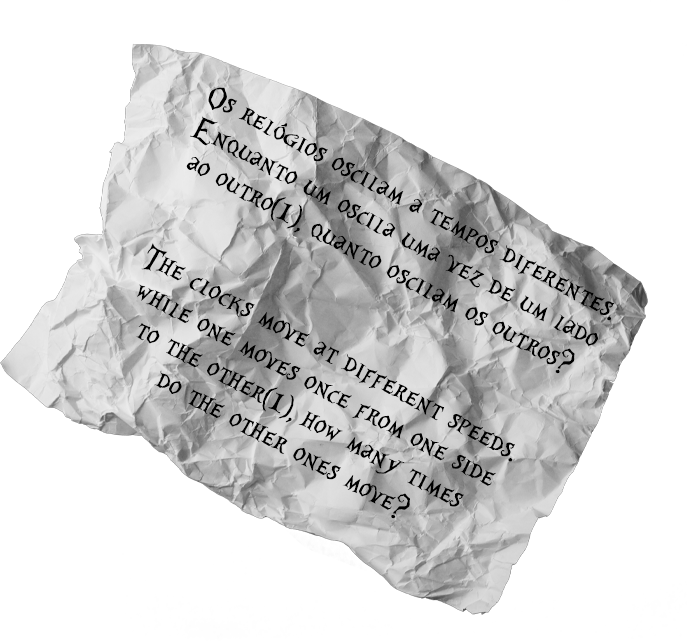 Os relógios oscilam a tempos diferentes.
Enquanto um oscila uma vez de um lado
ao outro(1), quanto oscilam os outros?
The clocks move at different speeds.
while one moves once from one side
to the other(1), how many times
do the other ones move?